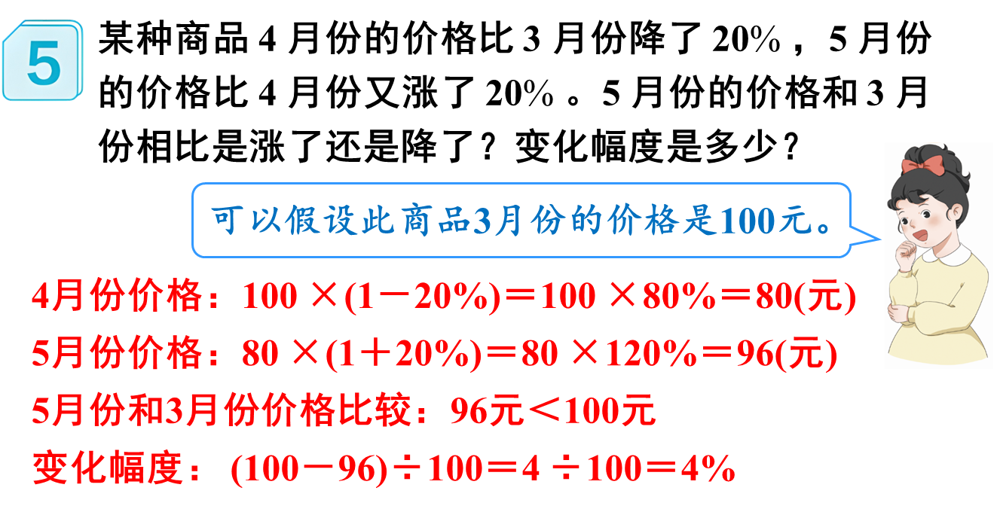 5
某种商品 4 月份的价格比 3 月份降了 20% ，5 月份
的价格比 4 月份又涨了 20% 。5 月份的价格和 3 月
份相比是涨了还是降了？变化幅度是多少？
可以假设此商品3月份的价格是100元。
4月份价格：100 ×(1－20%)＝100 ×80%＝80(元)
5月份价格：80 ×(1＋20%)＝80 ×120%＝96(元)
5月份和3月份价格比较：96元＜100元
变化幅度： (100－96)÷100＝4 ÷100＝4%